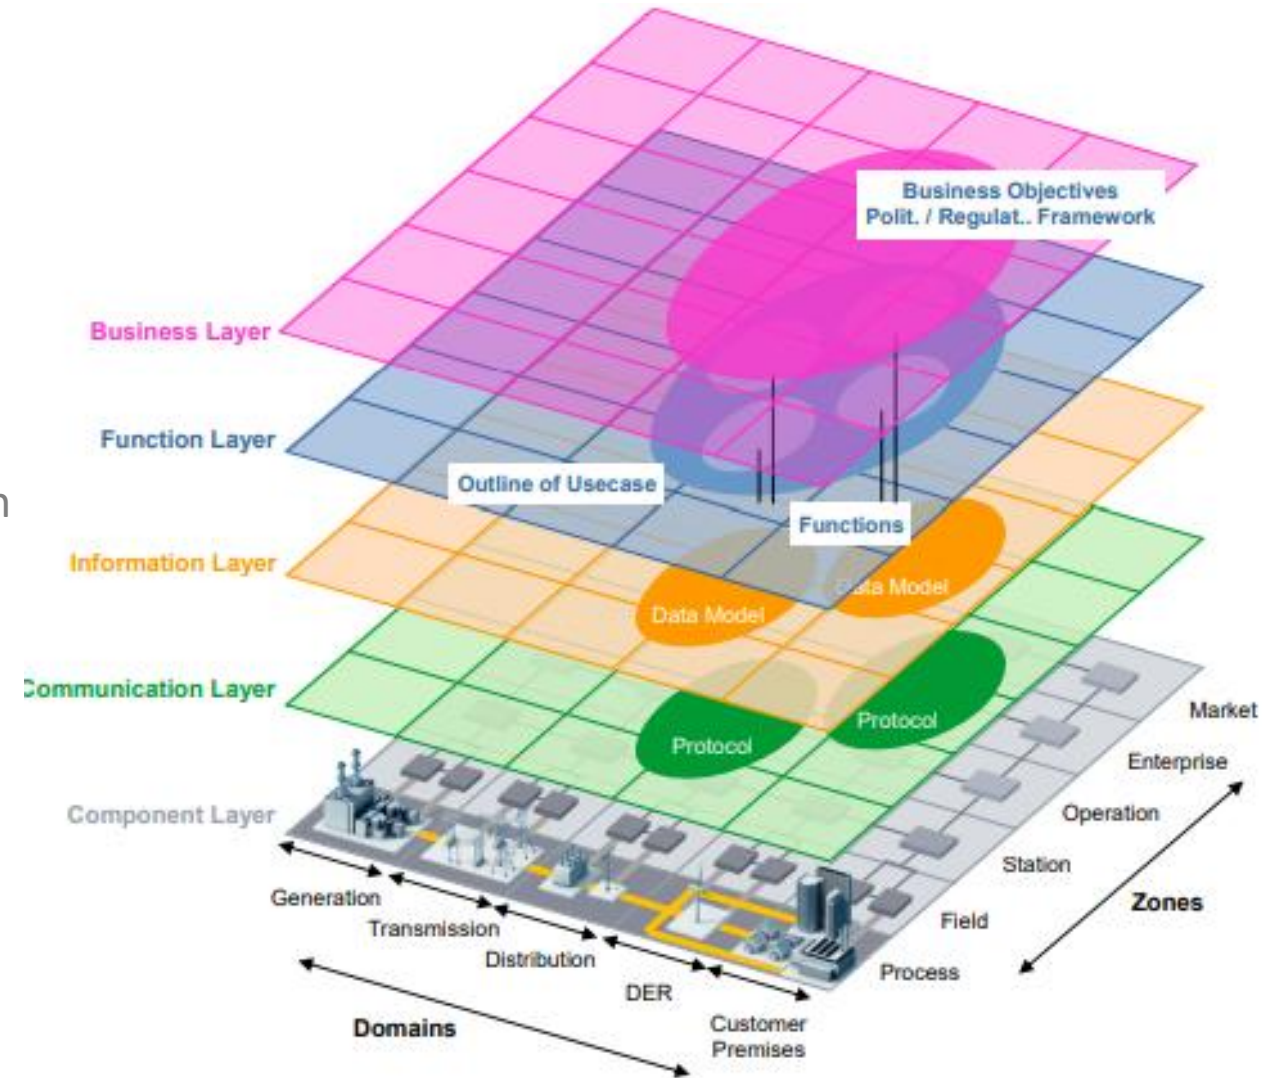 Business Objectives
Polit. / Regulat.. Framework
Business Layer
Function Layer
Outline of Usecase
Functions
n
Information Layer
Data Model
Data Model
Communication Layer
Protocol
Protocol
Component Layer
Market
Enterprise
Operation
Station
Field
Process
Zones
Generation
Transmission
Distribution
DER
Customer
Premises
Domains